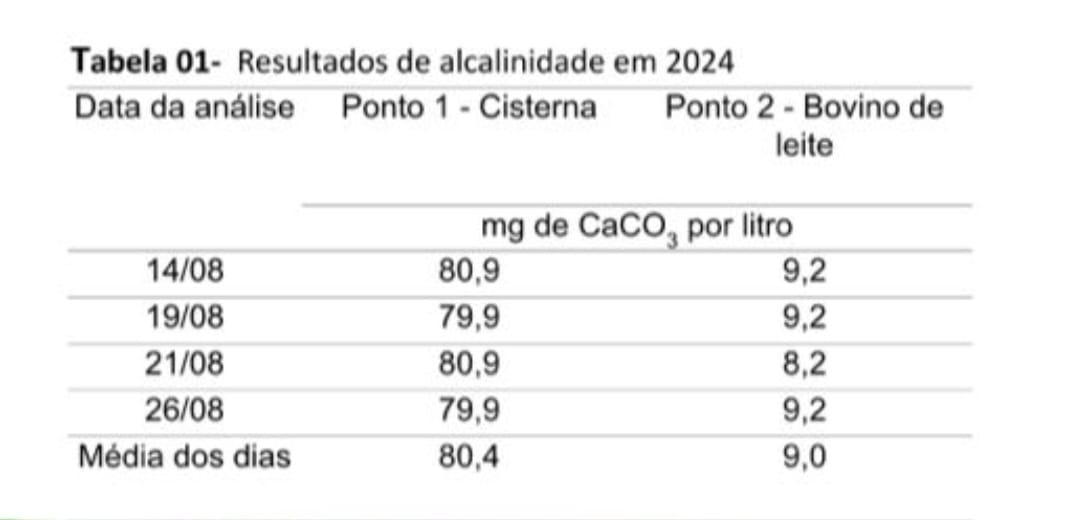 Tabela 01- Resultados de alcalinidade em 2024
Data da análise Ponto 1 - Cisterna Ponto 2 - Bovino de
leite
mg de CaCO₃ por litro
14/08 80,9 9,2
19/08 79,9 9,2
21/08 80,9 8,2
26/08 79,9 9,2
Média dos dias 80,4 9,0